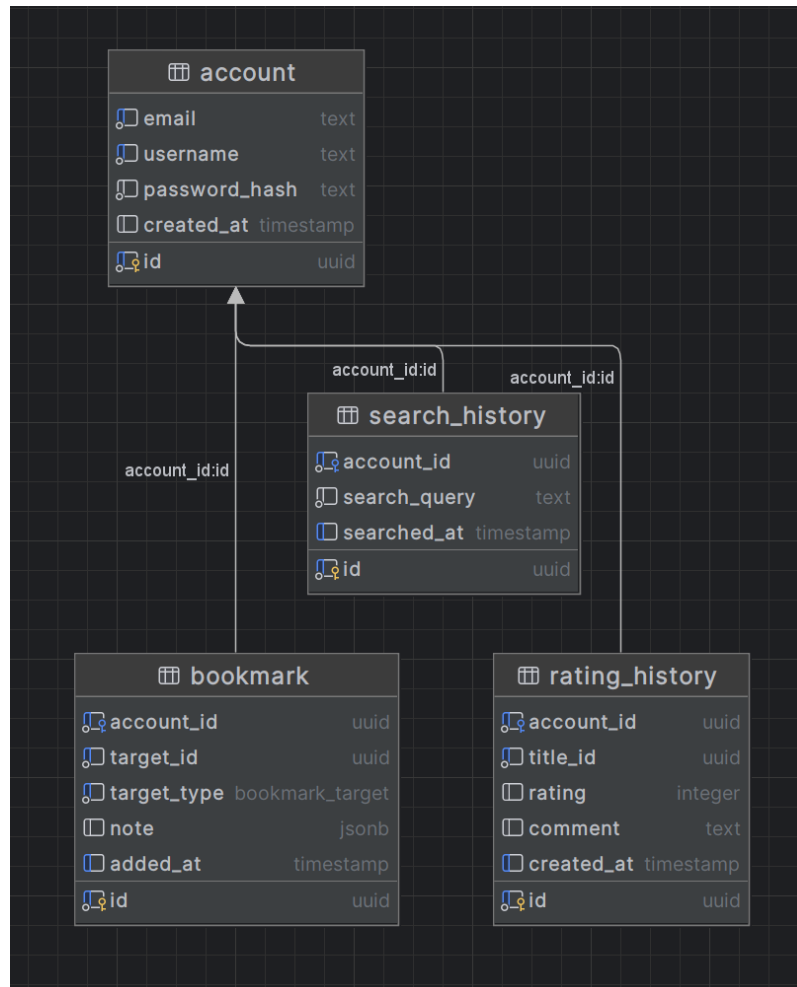 account
email text
username text
password_hash text
created_at timestamp
id uuid
account_id:id
account_id:id
search_history
account_id uuid
search_query text
searched_at timestamp
id uuid
account_id:id
bookmark
account_id uuid
target_id uuid
target_type bookmark_target
note jsonb
added_at timestamp
id uuid
rating_history
account_id uuid
title_id uuid
rating integer
comment text
created_at timestamp
id uuid